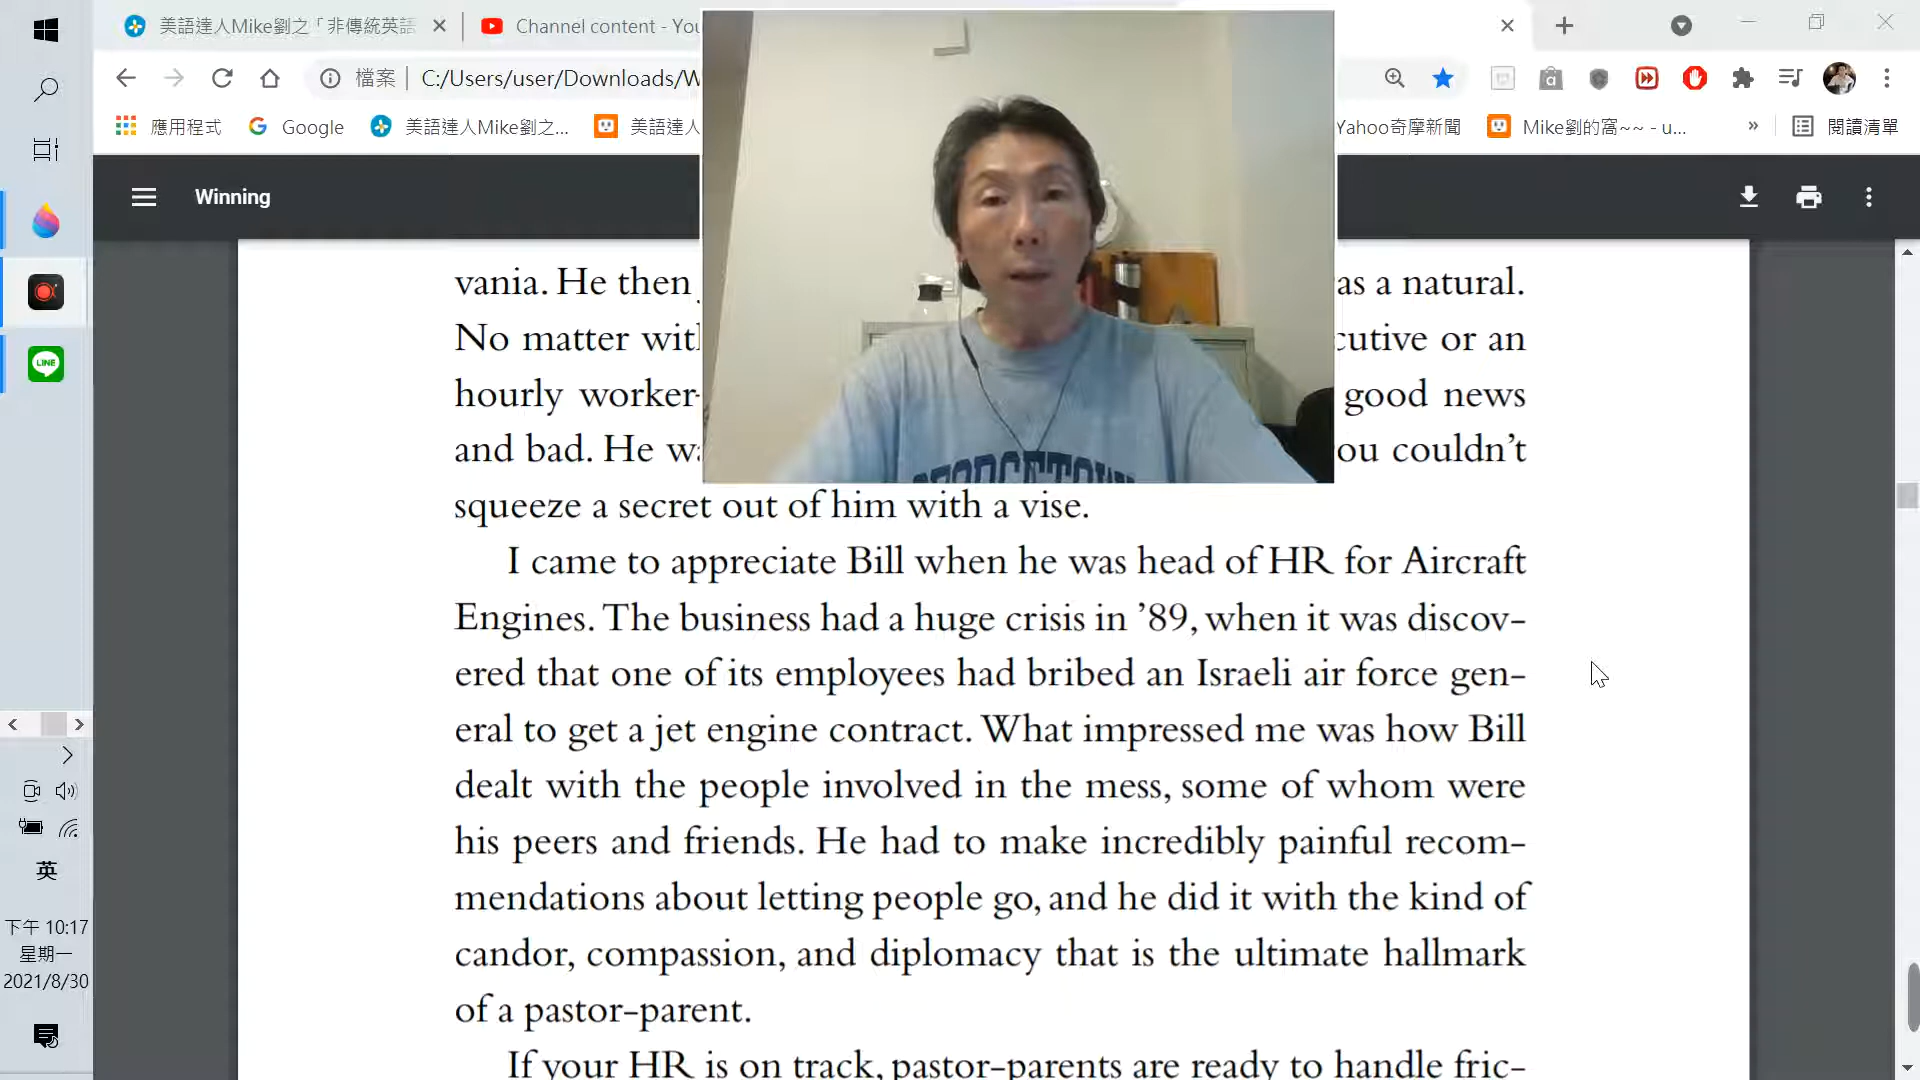 美語達人Mike劉之「非傳統英語
Channel content - You
檔案
C:/Users/user/Downloads/W
應用程式
Google
美語達人Mike劉之...
美語達人
Yahoo奇摩新聞
Mike劉的窩~~ - u...
»
閱讀清單
Winning
vania. He then as a natural.
No matter with cutive or an
hourly worker- good news
and bad. He wa ou couldn’t
squeeze a secret out of him with a vise.
I came to appreciate Bill when he was head of HR for Aircraft
Engines. The business had a huge crisis in ’89, when it was discov-
ered that one of its employees had bribed an Israeli air force gen-
eral to get a jet engine contract. What impressed me was how Bill
dealt with the people involved in the mess, some of whom were
his peers and friends. He had to make incredibly painful recom-
mendations about letting people go, and he did it with the kind of
candor, compassion, and diplomacy that is the ultimate hallmark
of a pastor-parent.
If your HR is on track, pastor-parents are ready to handle fric-
GEORGETOWN
LINE
英
下午 10:17
星期一
2021/8/30